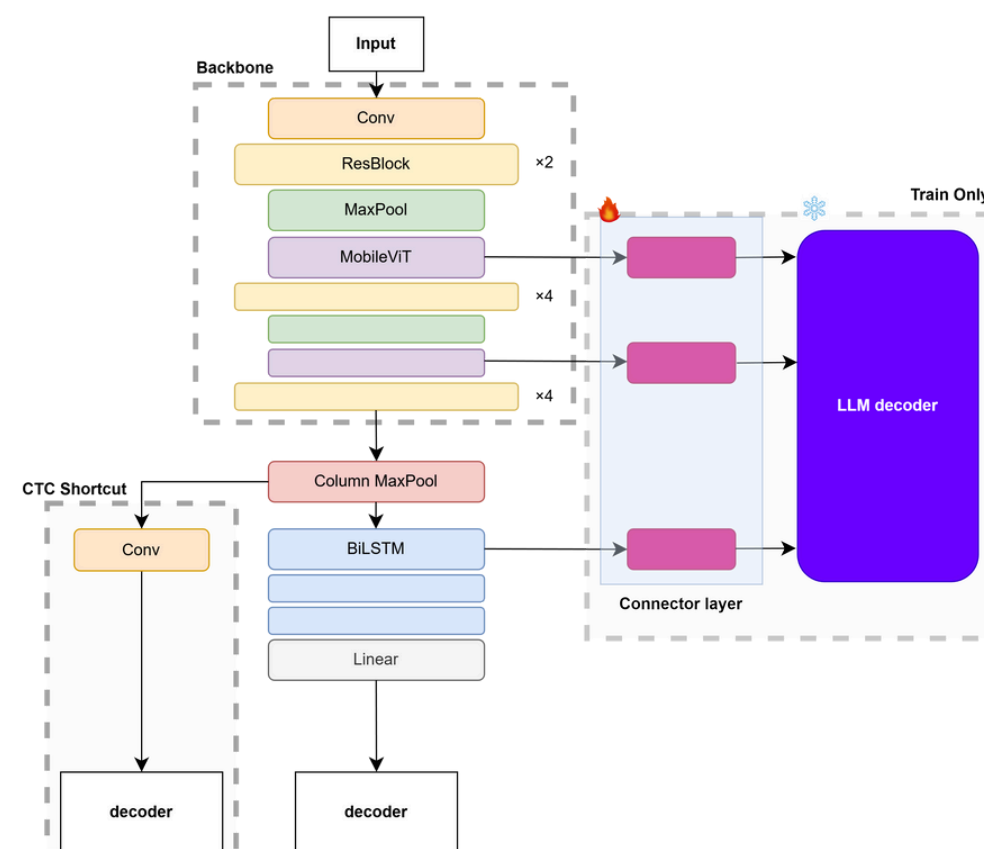 Input
Backbone
Conv
ResBlock ×2
MaxPool
Train Only
MobileViT
×4
×4
LLM decoder
Column MaxPool
CTC Shortcut
Conv
BiLSTM
Connector layer
Linear
decoder
decoder